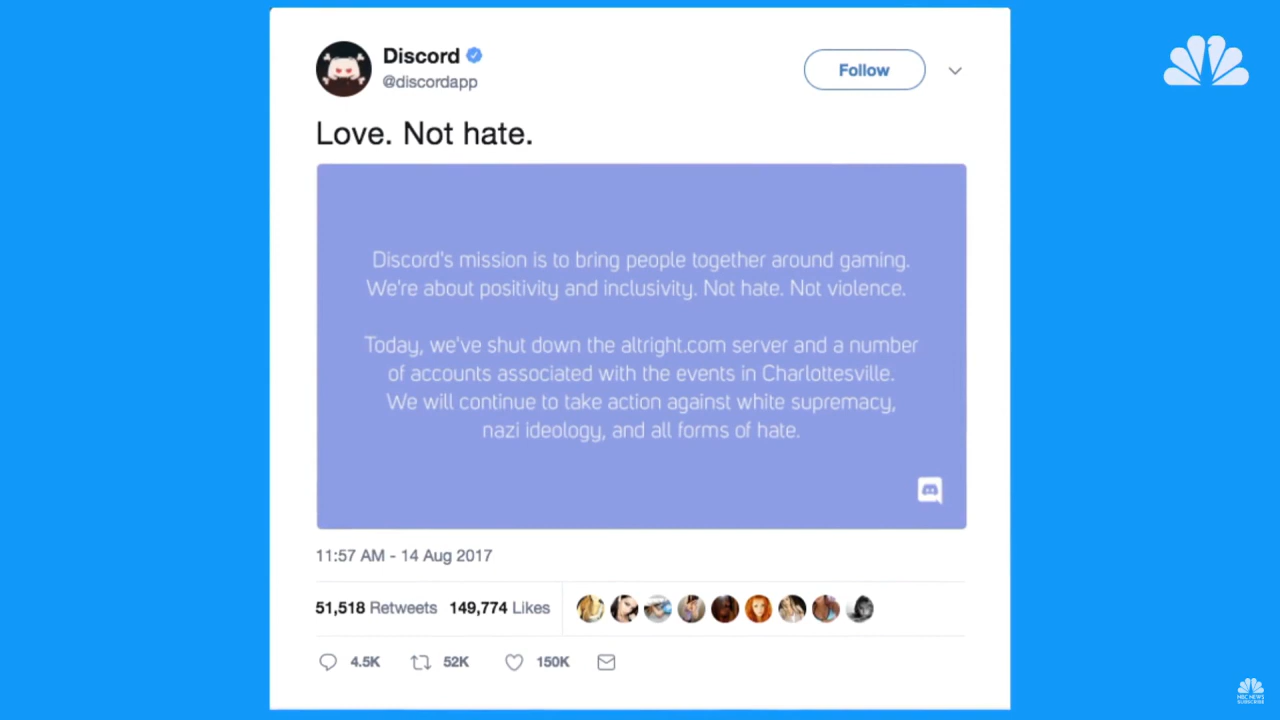 Discord
@discordapp
Follow
Love. Not hate.
Discord's mission is to bring people together around gaming.
We're about positivity and inclusivity. Not hate. Not violence.
Today, we've shut down the altright.com server and a number
of accounts associated with the events in Charlottesville.
We will continue to take action against white supremacy,
nazi ideology, and all forms of hate.
11:57 AM - 14 Aug 2017
51,518 Retweets 149,774 Likes
4.5K 52K 150K
NBC NEWS
SUBSCRIBE